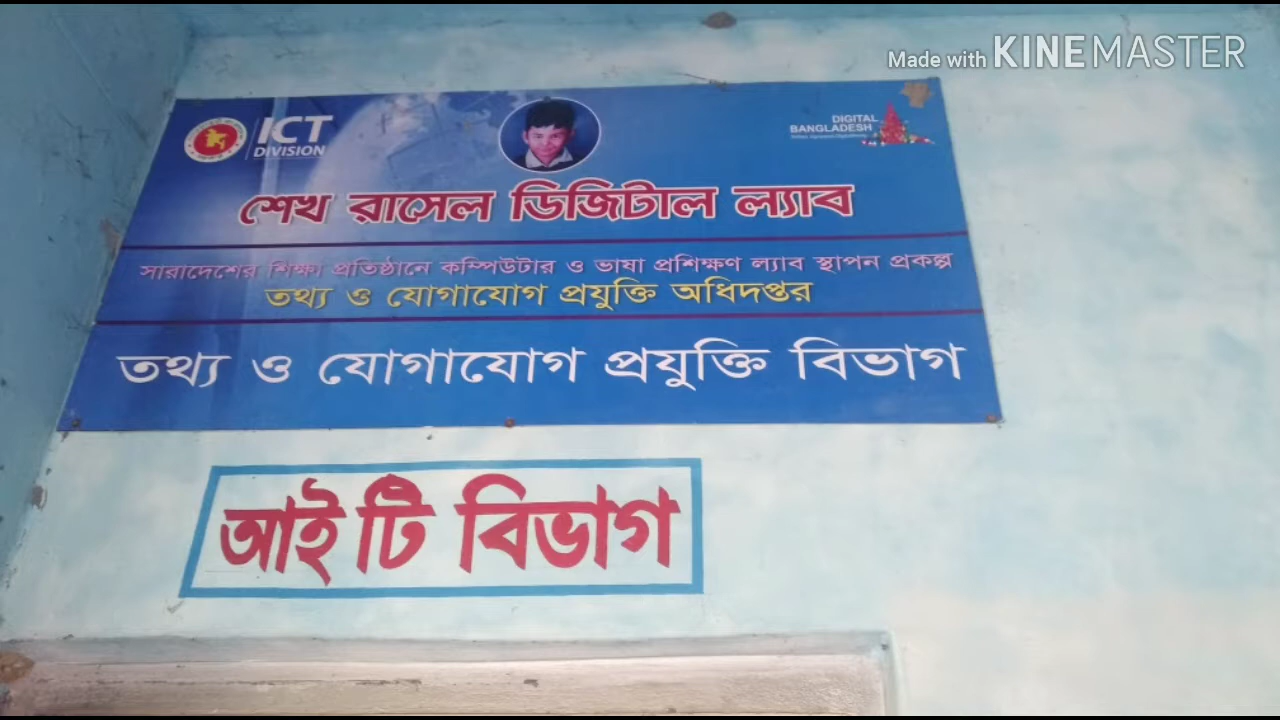 Made with KINEMASTER
ICT
DIVISION
DIGITAL
BANGLADESH
শেখ রাসেল ডিজিটাল ল্যাব
সারাদেশের শিক্ষা প্রতিষ্ঠানে কম্পিউটার ও ভাষা প্রশিক্ষণ ল্যাব স্থাপন প্রকল্প
তথ্য ও যোগাযোগ প্রযুক্তি অধিদপ্তর
তথ্য ও যোগাযোগ প্রযুক্তি বিভাগ
আই টি বিভাগ